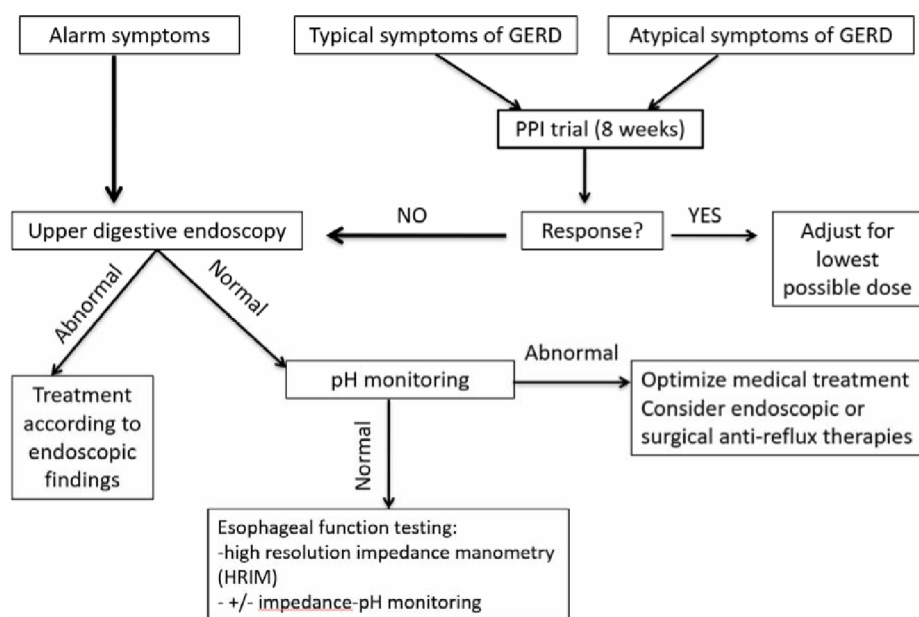 Alarm symptoms
Typical symptoms of GERD
Atypical symptoms of GERD
PPI trial (8 weeks)
Upper digestive endoscopy
NO
Response?
YES
Adjust for
lowest
possible dose
Abnormal
Normal
Treatment
according to
endoscopic
findings
pH monitoring
Abnormal
Optimize medical treatment
Consider endoscopic or
surgical anti-reflux therapies
Normal
Esophageal function testing:
-high resolution impedance manometry
(HRIM)
- +/- impedance-pH monitoring